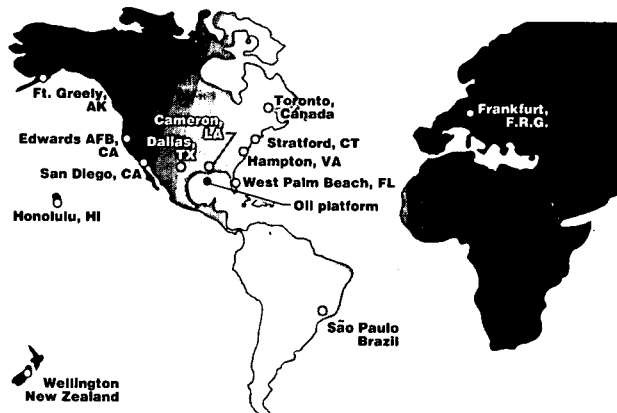 Ft. Greely,
AK
Toronto,
Canada
Cameron,
LA
Frankfurt,
F.R.G.
Edwards AFB,
CA
Dallas,
TX
Stratford, CT
Hampton, VA
San Diego, CA
West Palm Beach, FL
Oil platform
Honolulu, HI
São Paulo
Brazil
Wellington
New Zealand